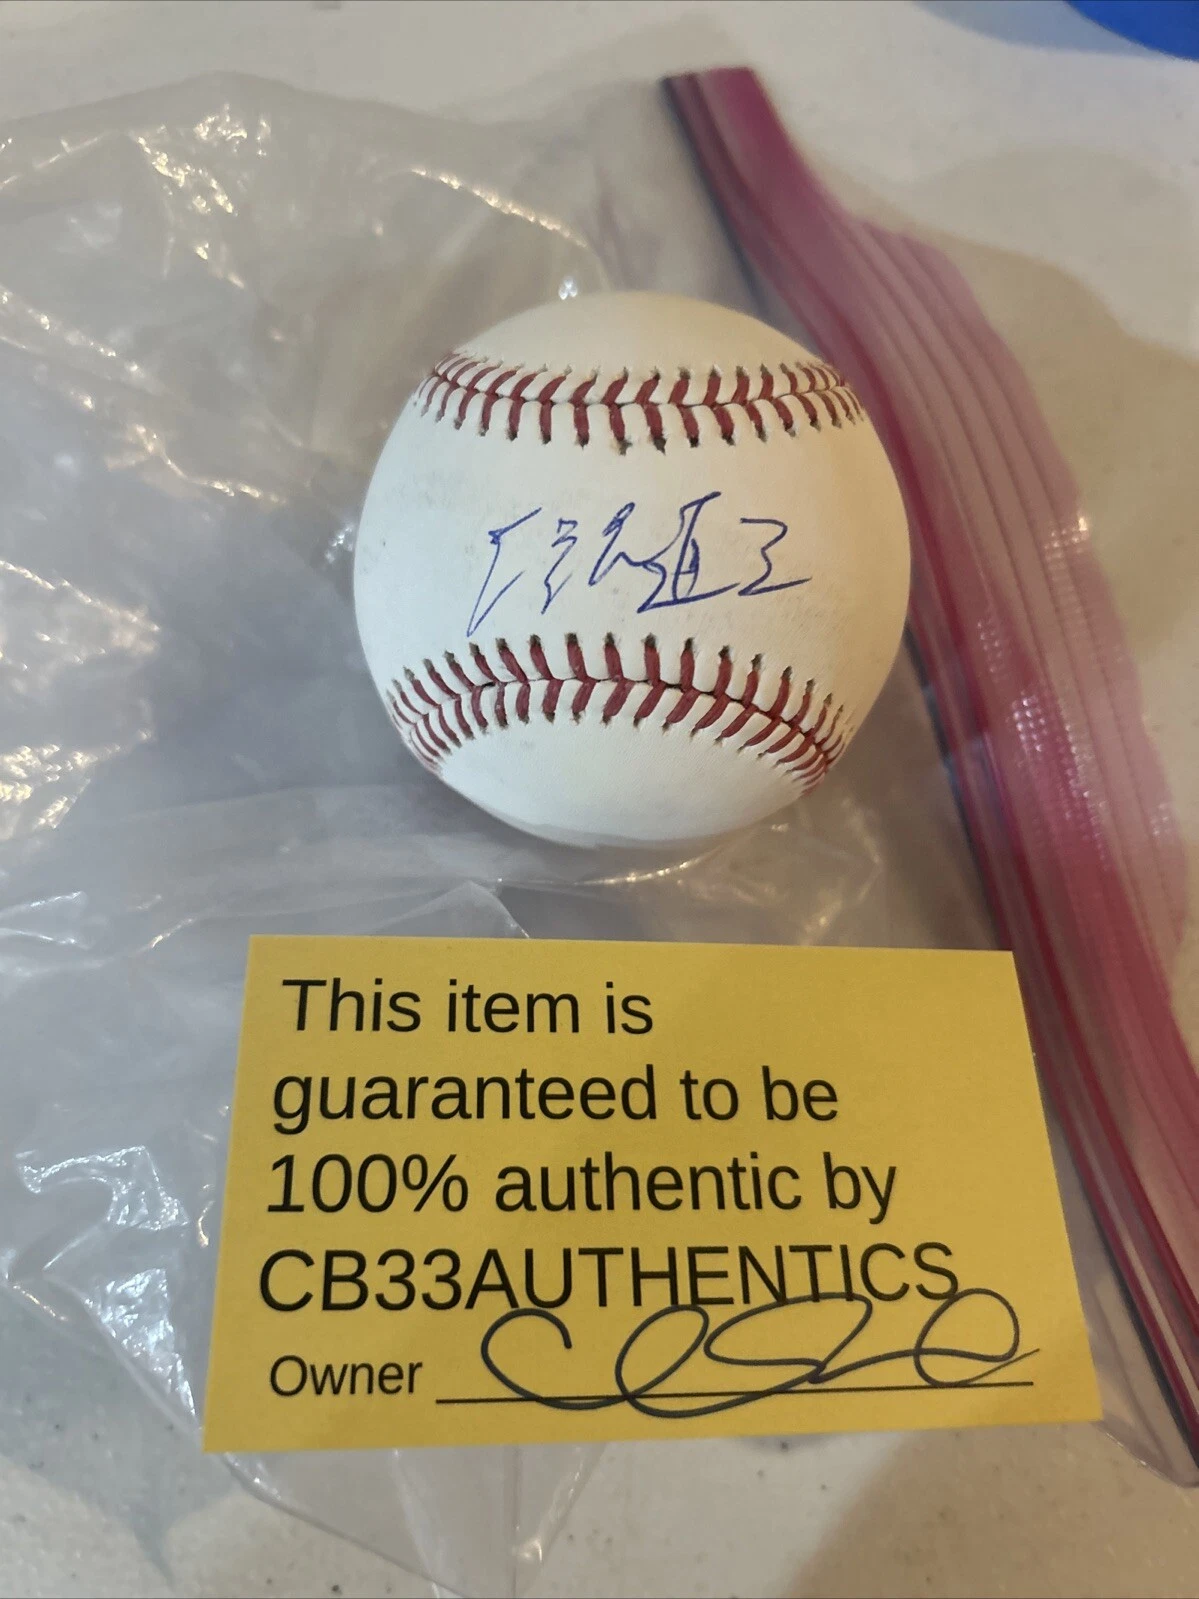 This item is
guaranteed to be
100% authentic by
CB33AUTHENTICS
Owner